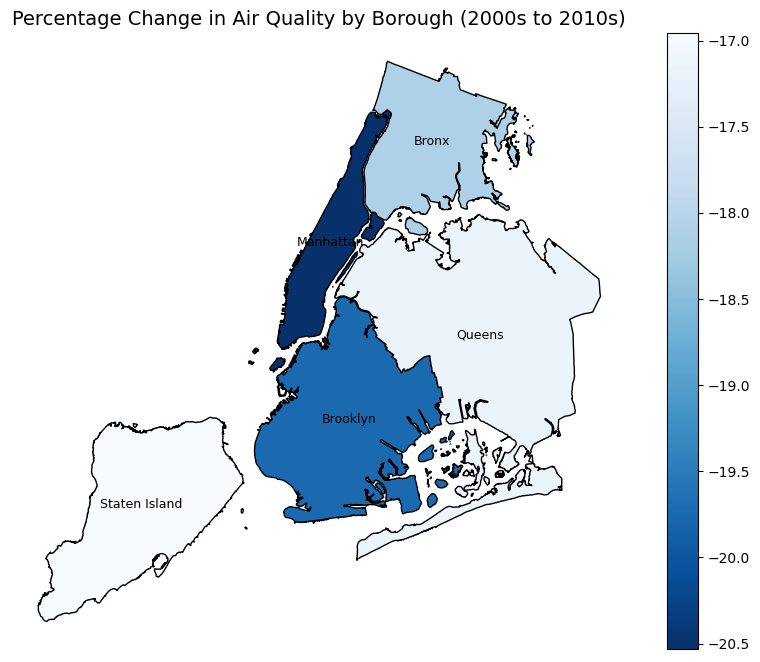 Percentage Change in Air Quality by Borough (2000s to 2010s)
−17.0
Bronx
−17.5
−18.0
Manhattan
−18.5
Queens
−19.0
Brooklyn
−19.5
Staten Island
−20.0
−20.5